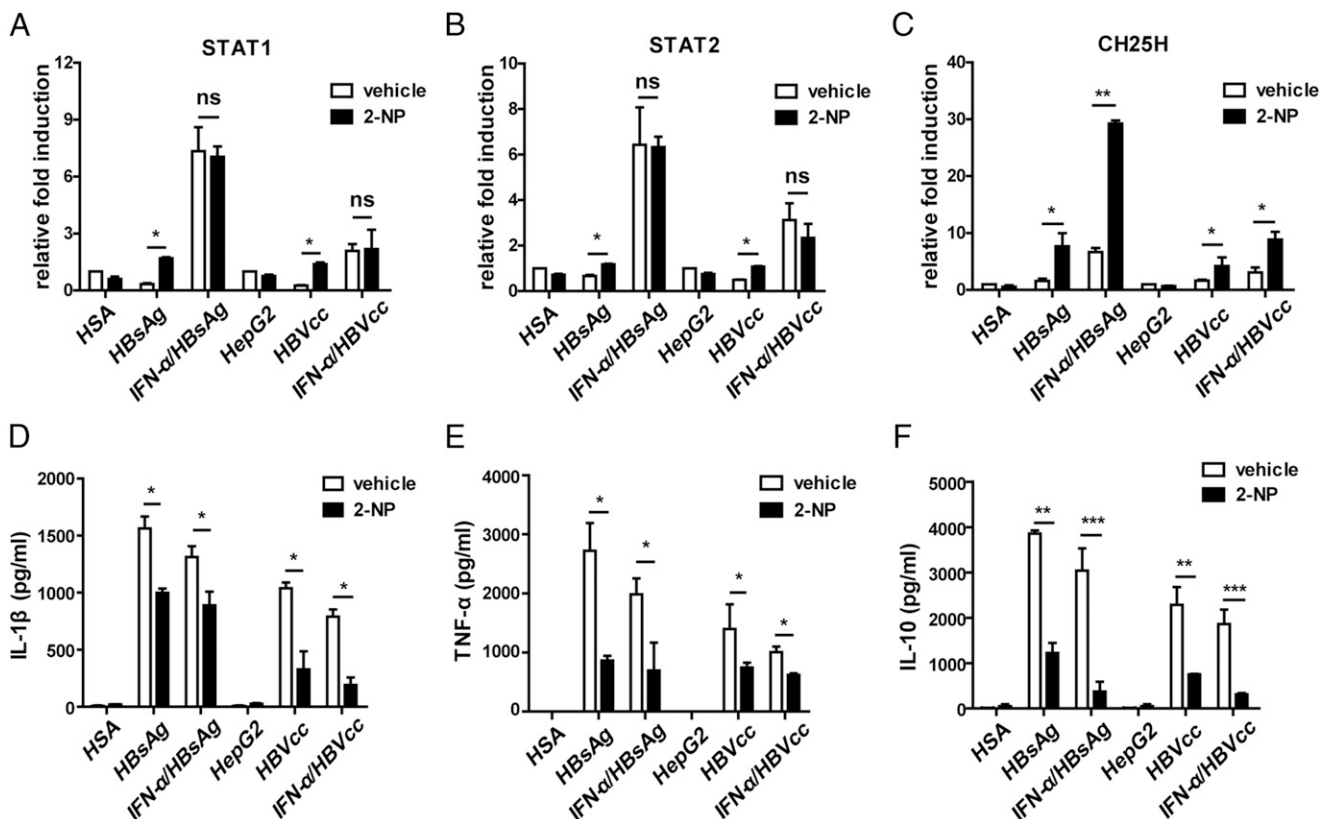 A
STAT1
relative fold induction
12
9
6
3
0
vehicle
2-NP
*
ns
*
ns
HSA
HBsAg
IFN-α/HBsAg
HepG2
HBVcc
IFN-α/HBVcc
B
STAT2
relative fold induction
10
8
6
4
2
0
vehicle
2-NP
*
ns
*
ns
HSA
HBsAg
IFN-α/HBsAg
HepG2
HBVcc
IFN-α/HBVcc
C
CH25H
relative fold induction
40
30
20
10
0
vehicle
2-NP
*
**
*
*
HSA
HBsAg
IFN-α/HBsAg
HepG2
HBVcc
IFN-α/HBVcc
D
IL-1β (pg/ml)
2000
1500
1000
500
0
vehicle
2-NP
*
*
*
*
HSA
HBsAg
IFN-α/HBsAg
HepG2
HBVcc
IFN-α/HBVcc
E
TNF-α (pg/ml)
4000
3000
2000
1000
0
vehicle
2-NP
*
*
*
*
HSA
HBsAg
IFN-α/HBsAg
HepG2
HBVcc
IFN-α/HBVcc
F
IL-10 (pg/ml)
5000
4000
3000
2000
1000
0
vehicle
2-NP
**
***
**
***
HSA
HBsAg
IFN-α/HBsAg
HepG2
HBVcc
IFN-α/HBVcc